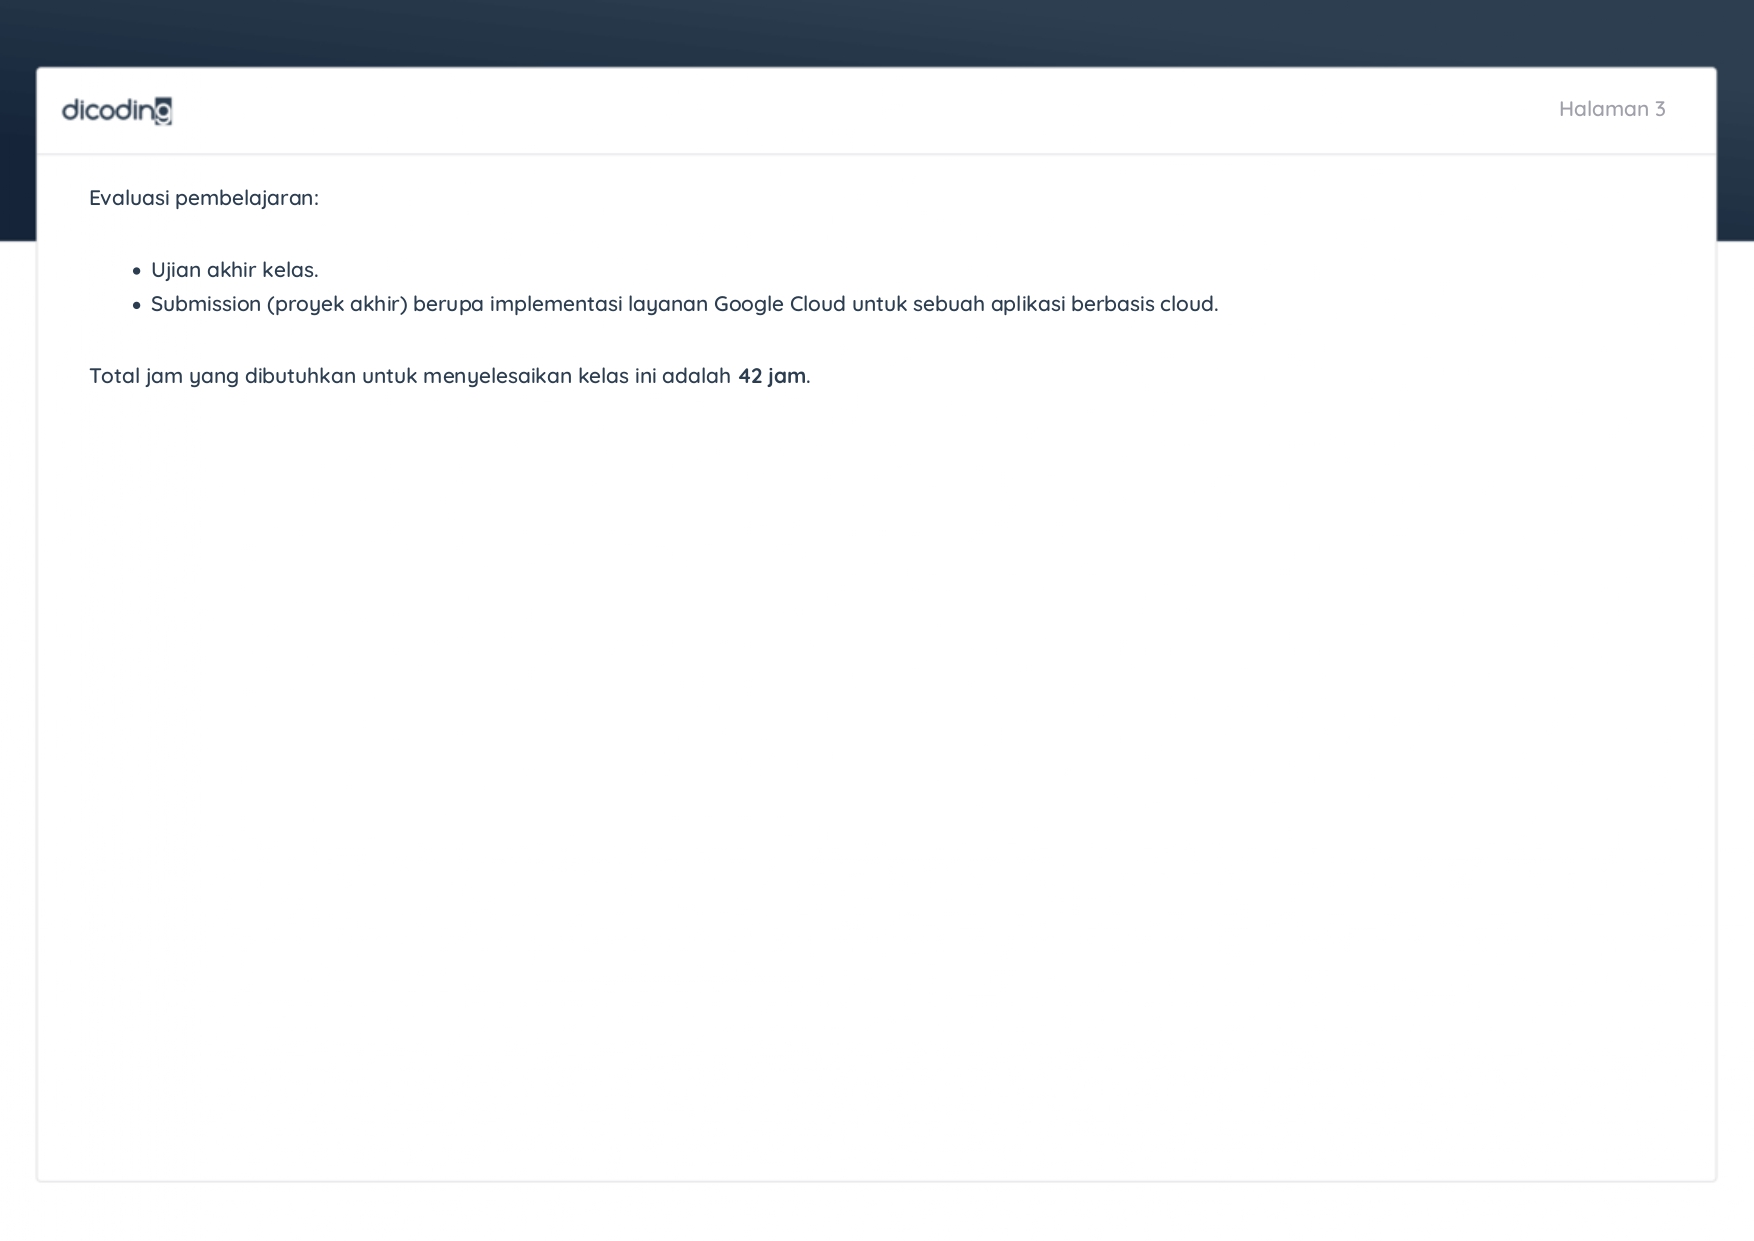 dicoding
Halaman 3
Evaluasi pembelajaran:
• Ujian akhir kelas.
• Submission (proyek akhir) berupa implementasi layanan Google Cloud untuk sebuah aplikasi berbasis cloud.
Total jam yang dibutuhkan untuk menyelesaikan kelas ini adalah 42 jam.